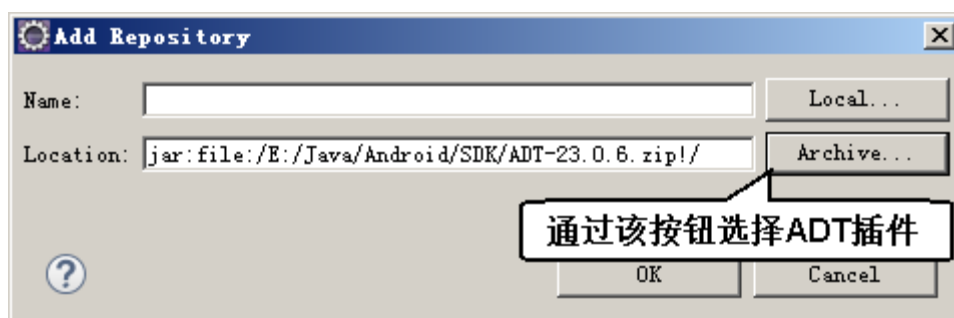 Add Repository
Name:
Local...
Location: jar:file:/E:/Java/Android/SDK/ADT-23.0.6.zip!/
Archive...
通过该按钮选择ADT插件
?
OK
Cancel